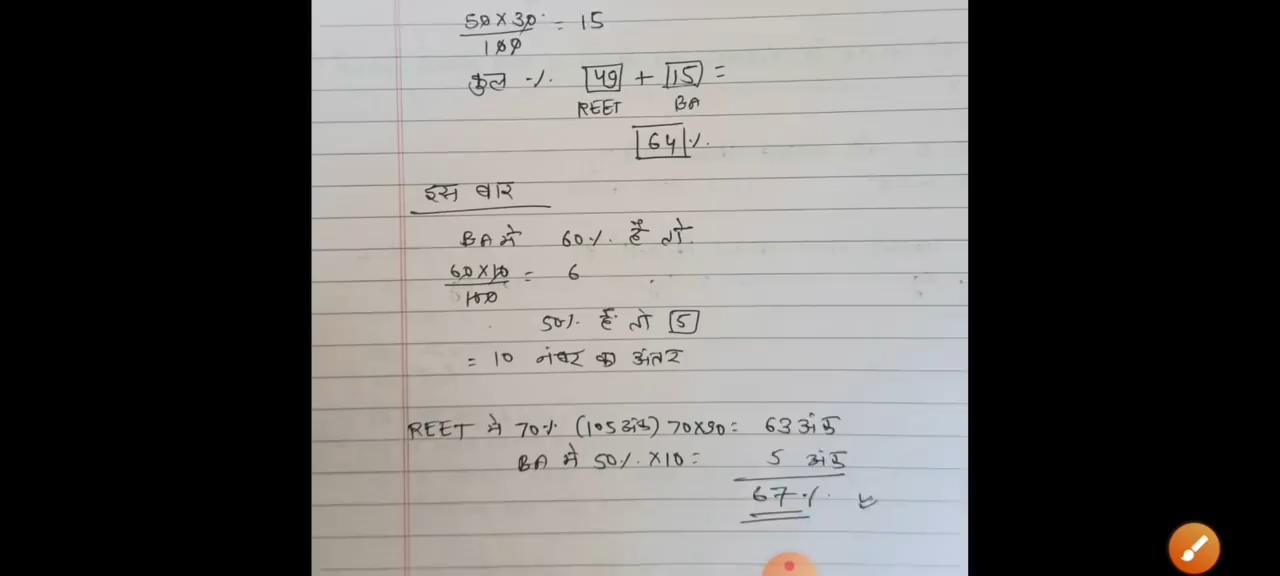 50 × 30 = 15
100
कुल % 49 + 15 =
REET BA
64%
इस बार
BA मे 60% है तो
60 × 10 = 6
100
50% है तो 5
= 10 नंबर का अंतर
REET मे 70% (105 अंक) 70×90 = 63 अंक
BA मे 50% ×10 = 5 अंक
67%